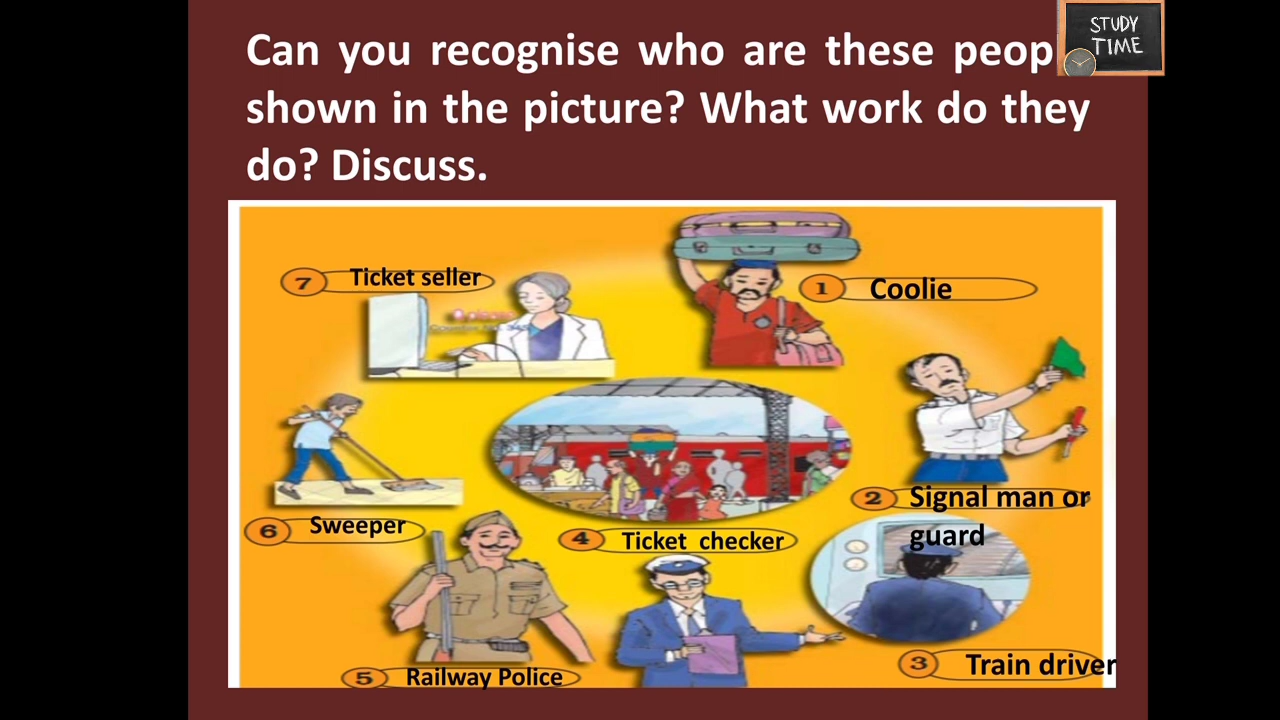 Can you recognise who are these peop
shown in the picture? What work do they
do? Discuss.
STUDY
TIME
7 Ticket seller
1 Coolie
2 Signal man or
guard
6 Sweeper
4 Ticket checker
3 Train driver
5 Railway Police